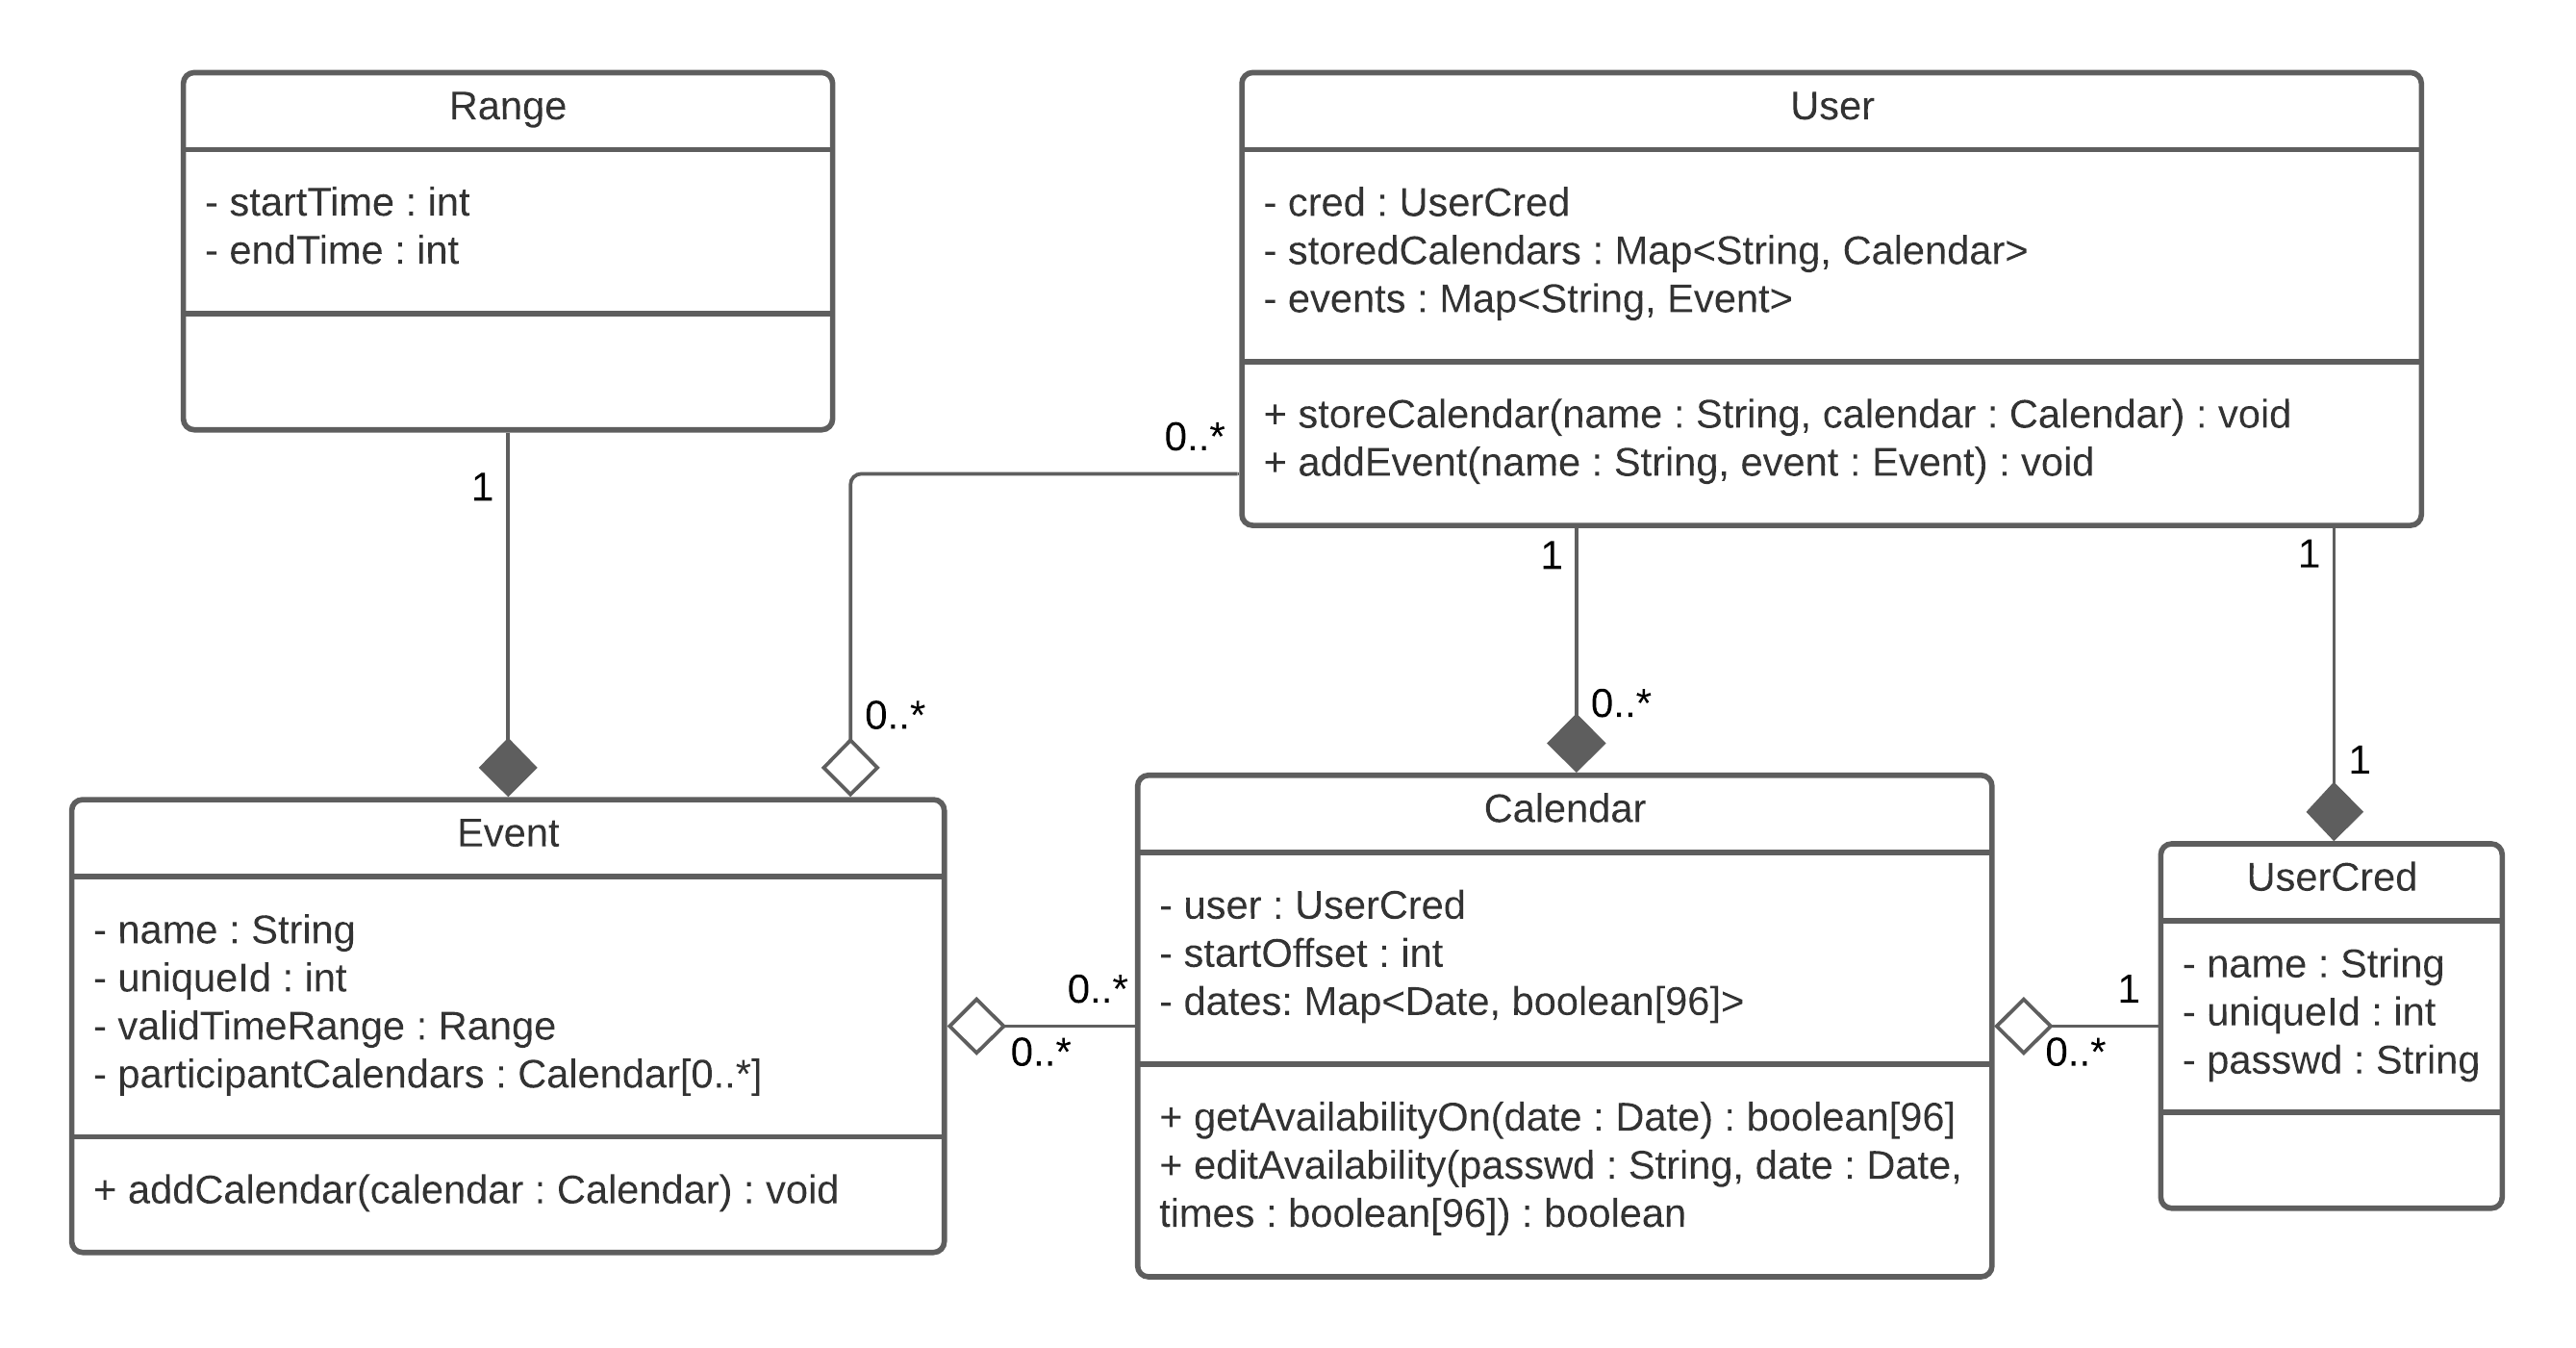 Range
- startTime : int
- endTime : int
1
User
- cred : UserCred
- storedCalendars : Map<String, Calendar>
- events : Map<String, Event>
+ storeCalendar(name : String, calendar : Calendar) : void
+ addEvent(name : String, event : Event) : void
0..*
0..*
1
0..*
1
1
Event
- name : String
- uniqueId : int
- validTimeRange : Range
- participantCalendars : Calendar[0..*]
+ addCalendar(calendar : Calendar) : void
0..*
0..*
Calendar
- user : UserCred
- startOffset : int
- dates: Map<Date, boolean[96]>
+ getAvailabilityOn(date : Date) : boolean[96]
+ editAvailability(passwd : String, date : Date,
times : boolean[96]) : boolean
1
0..*
UserCred
- name : String
- uniqueId : int
- passwd : String